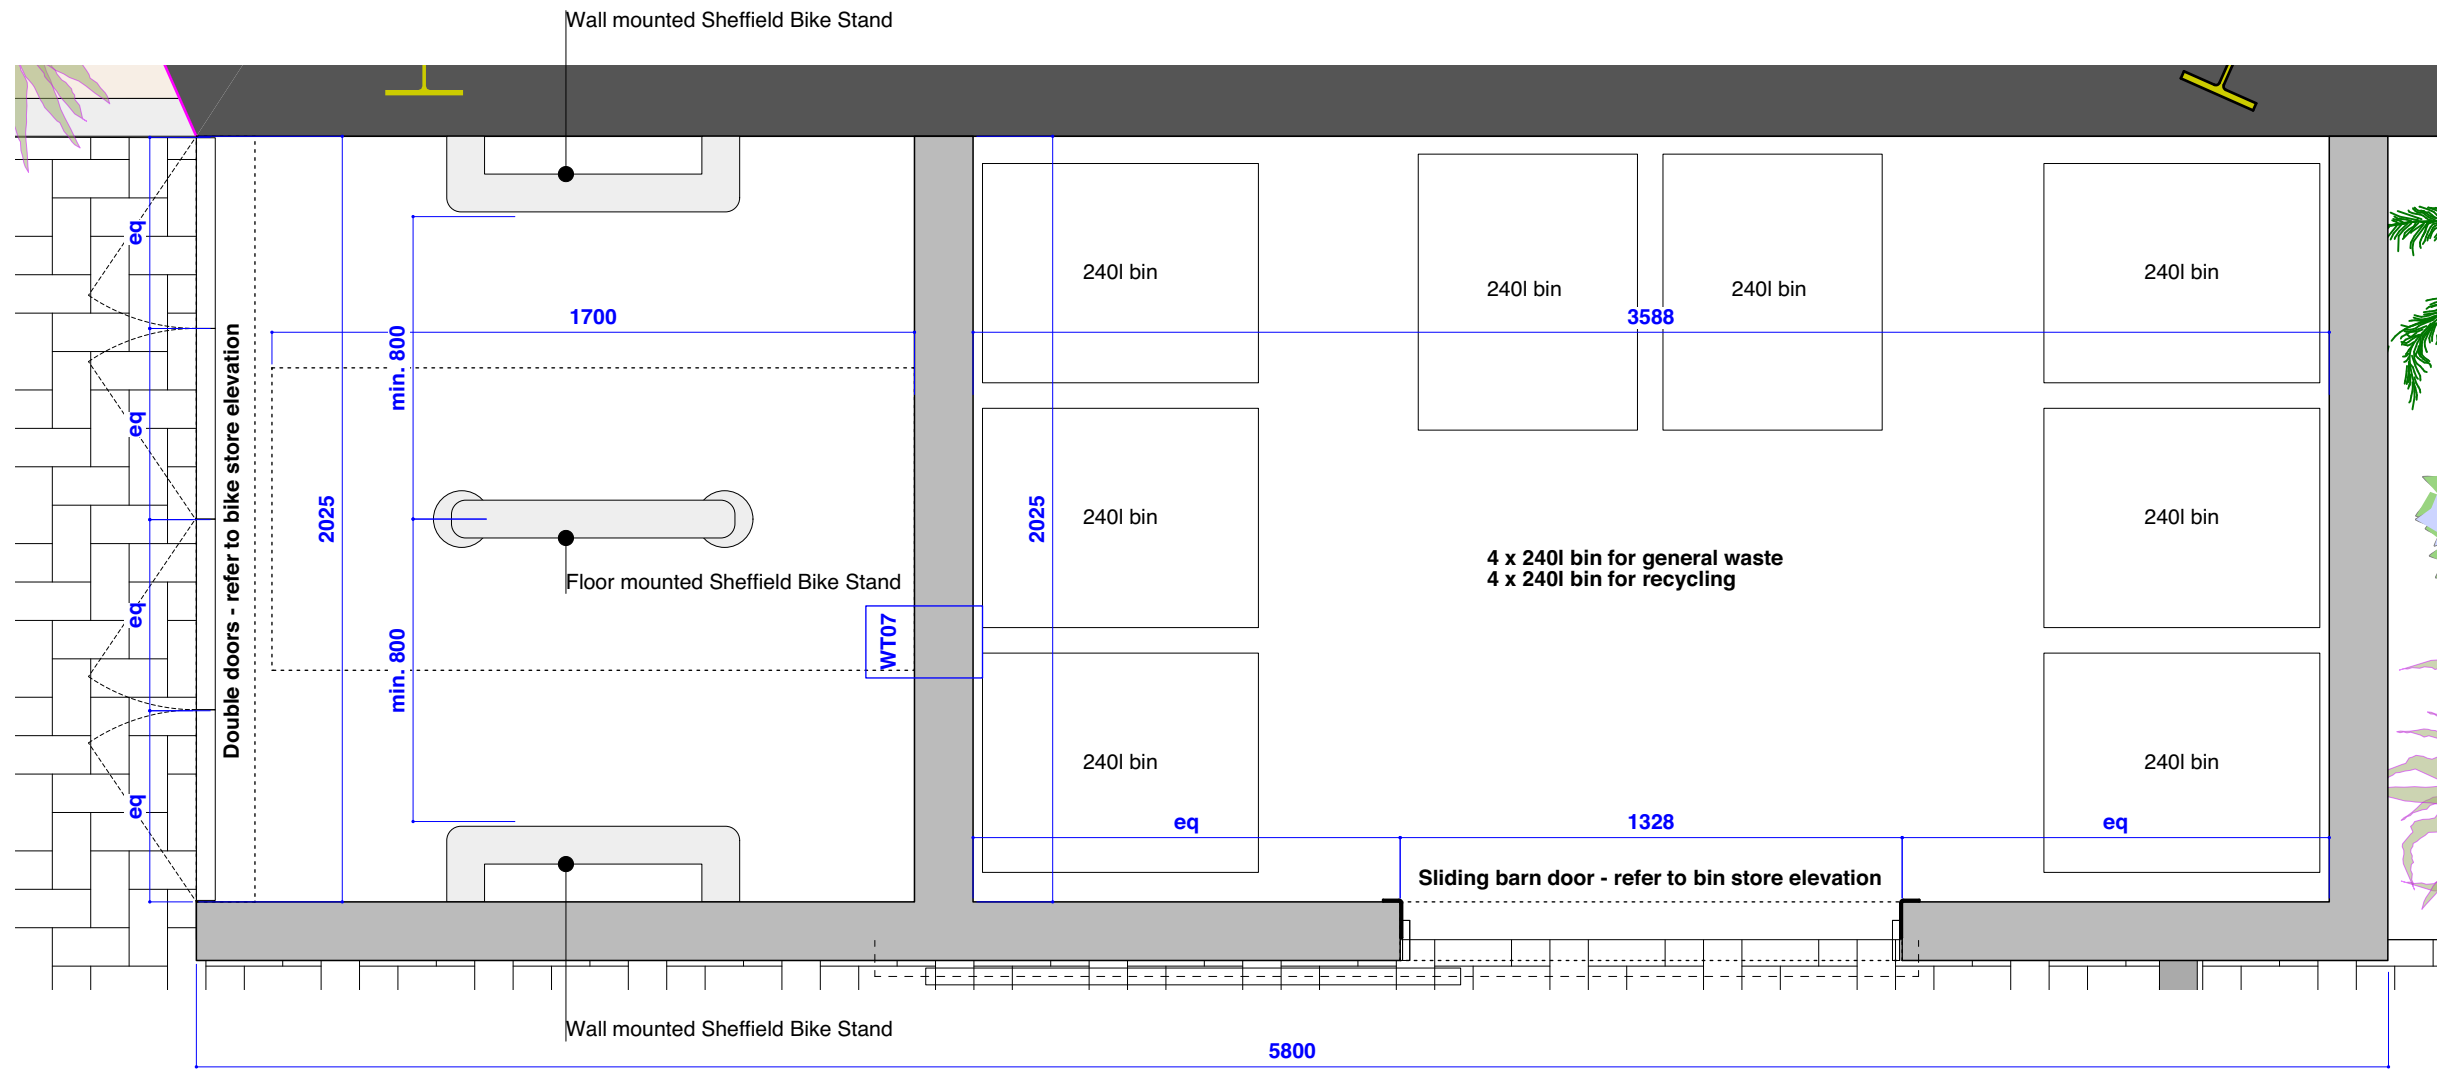 Wall mounted Sheffield Bike Stand
eq
eq
eq
eq
Double doors - refer to bike store elevation
2025
min. 800
min. 800
1700
Floor mounted Sheffield Bike Stand
WT07
2025
3588
240l bin
240l bin
240l bin
240l bin
240l bin
240l bin
4 x 240l bin for general waste
4 x 240l bin for recycling
240l bin
240l bin
eq
1328
eq
Sliding barn door - refer to bin store elevation
Wall mounted Sheffield Bike Stand
5800